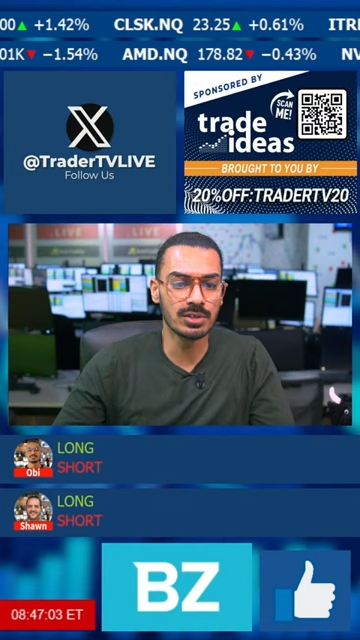 00▲ +1.42% CLSK.NQ 23.25▲ +0.61% ITRI
01K▼ −1.54% AMD.NQ 178.82▼ −0.43% NV
X
@TraderTVLIVE
Follow Us
SPONSORED BY
SCAN ME!
trade ideas
BROUGHT TO YOU BY
20%OFF:TRADERTV20
LIVE
LONG
SHORT
Obi
LONG
SHORT
Shawn
BZ
08:47:03 ET